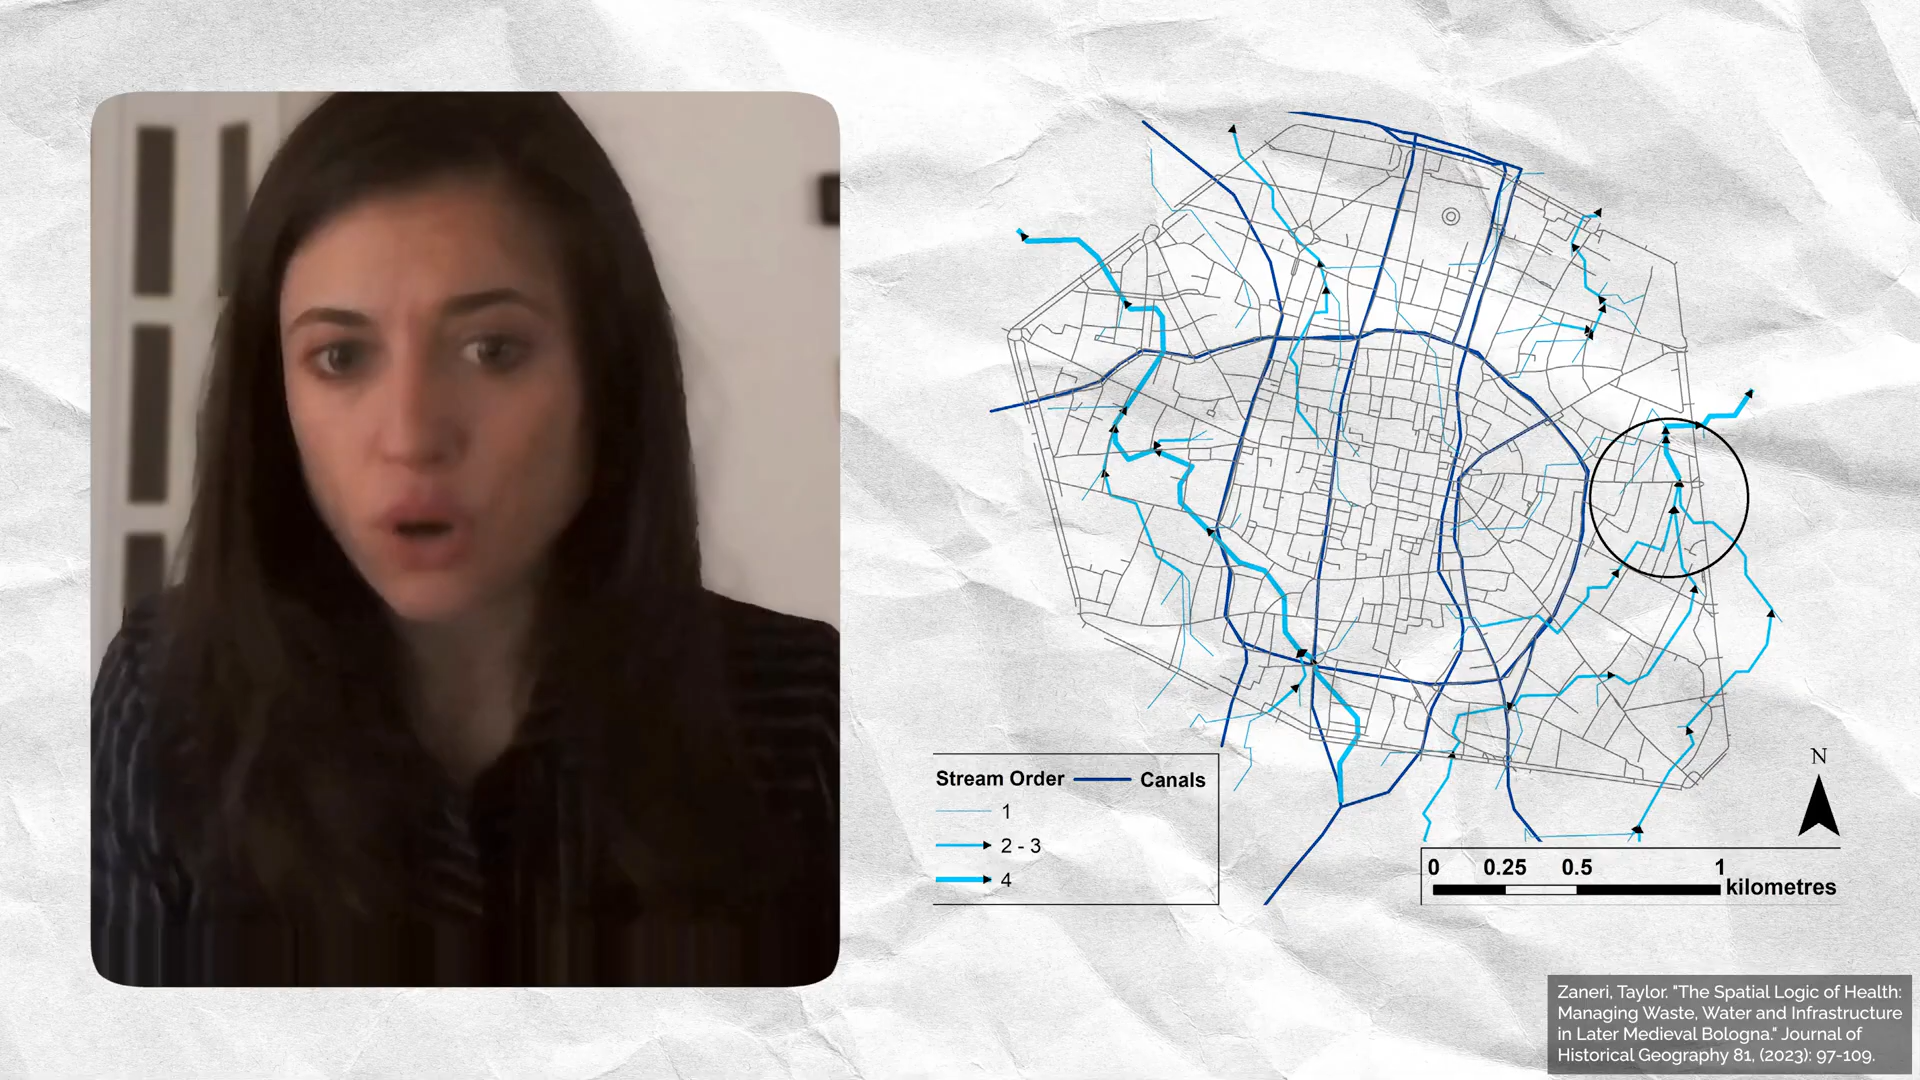 Stream Order
Canals
1
2 - 3
4
N
0 0.25 0.5 1
kilometres
Zaneri, Taylor. "The Spatial Logic of Health:
Managing Waste, Water and Infrastructure
in Later Medieval Bologna." Journal of
Historical Geography 81, (2023): 97-109.